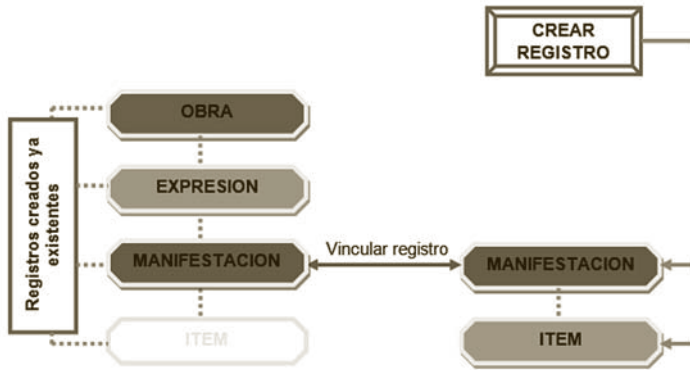 CREAR
REGISTRO
OBRA
EXPRESION
MANIFESTACION
ITEM
Registros creados ya
existentes
Vincular registro
MANIFESTACION
ITEM